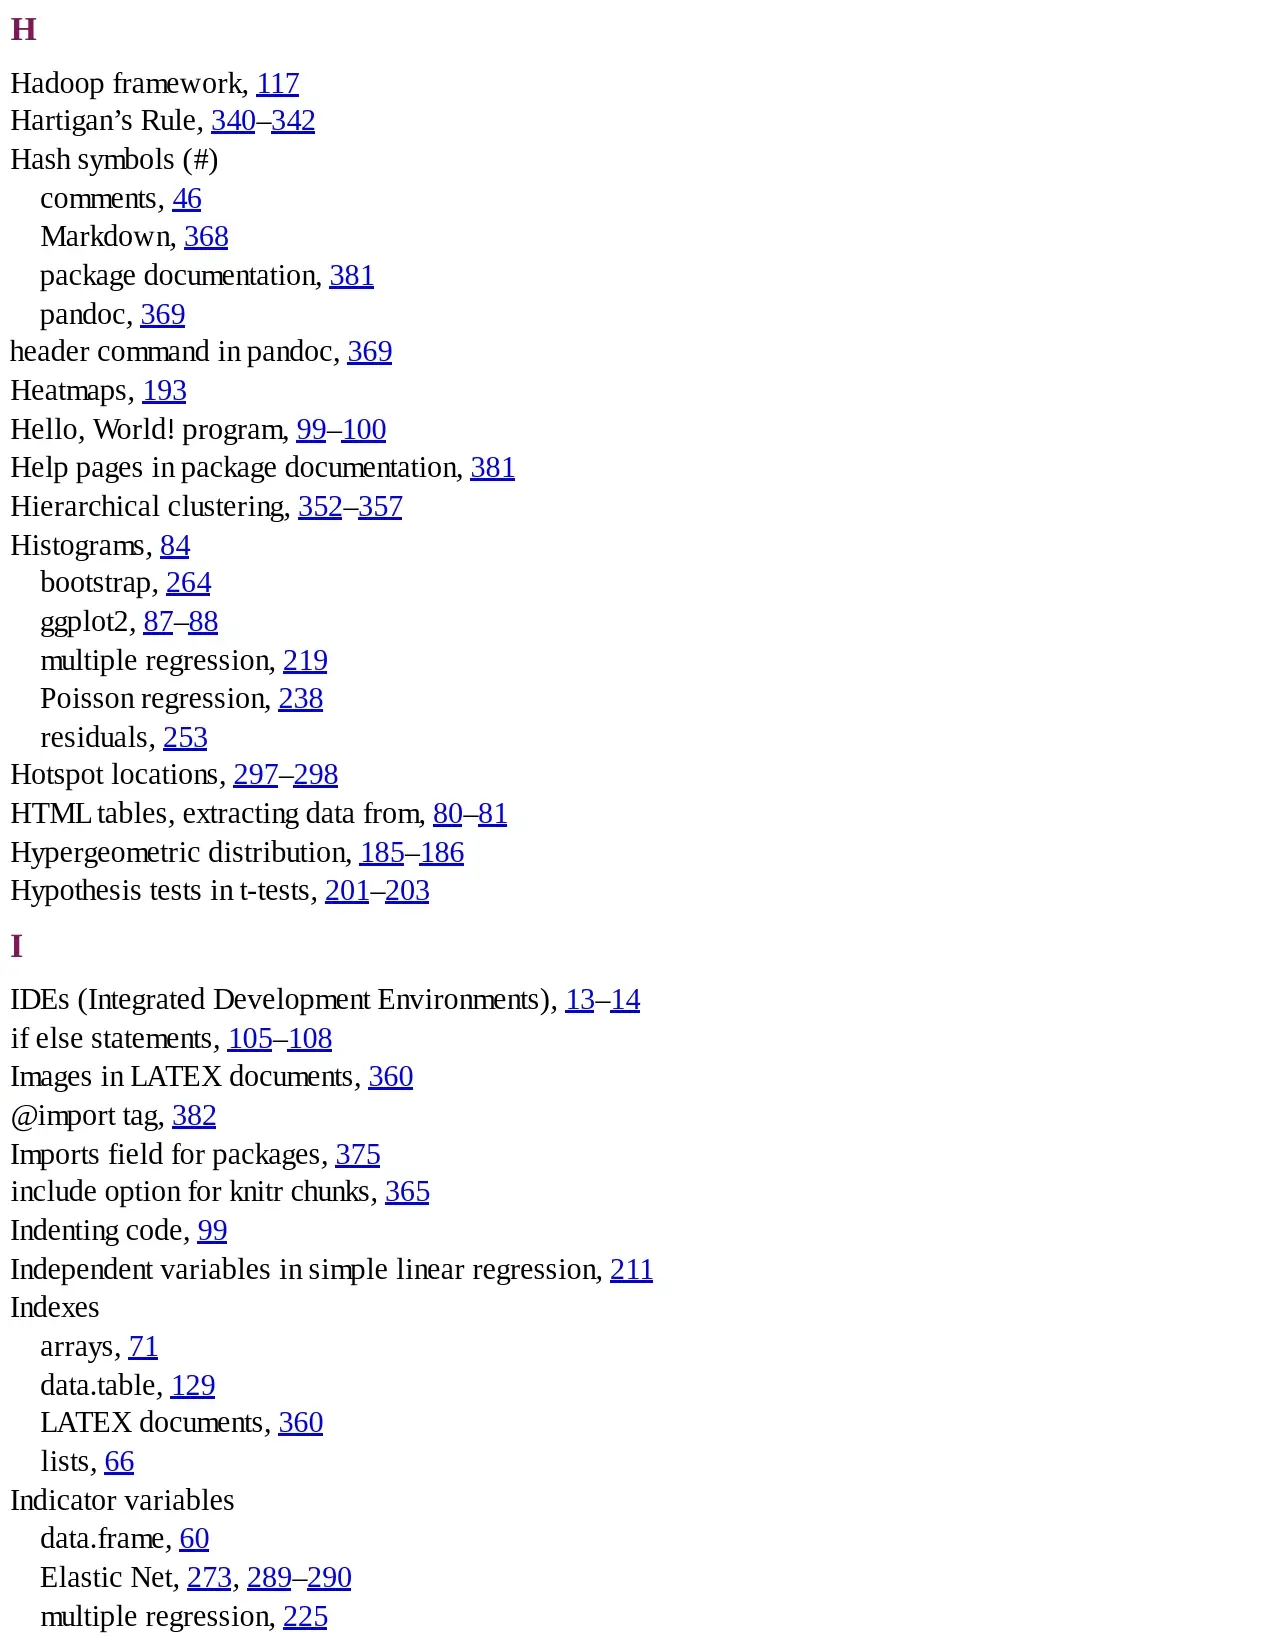 H
Hadoop framework, 117
Hartigan’s Rule, 340–342
Hash symbols (#)
comments, 46
Markdown, 368
package documentation, 381
pandoc, 369
header command in pandoc, 369
Heatmaps, 193
Hello, World! program, 99–100
Help pages in package documentation, 381
Hierarchical clustering, 352–357
Histograms, 84
bootstrap, 264
ggplot2, 87–88
multiple regression, 219
Poisson regression, 238
residuals, 253
Hotspot locations, 297–298
HTML tables, extracting data from, 80–81
Hypergeometric distribution, 185–186
Hypothesis tests in t-tests, 201–203
I
IDEs (Integrated Development Environments), 13–14
if else statements, 105–108
Images in LATEX documents, 360
@import tag, 382
Imports field for packages, 375
include option for knitr chunks, 365
Indenting code, 99
Independent variables in simple linear regression, 211
Indexes
arrays, 71
data.table, 129
LATEX documents, 360
lists, 66
Indicator variables
data.frame, 60
Elastic Net, 273, 289–290
multiple regression, 225